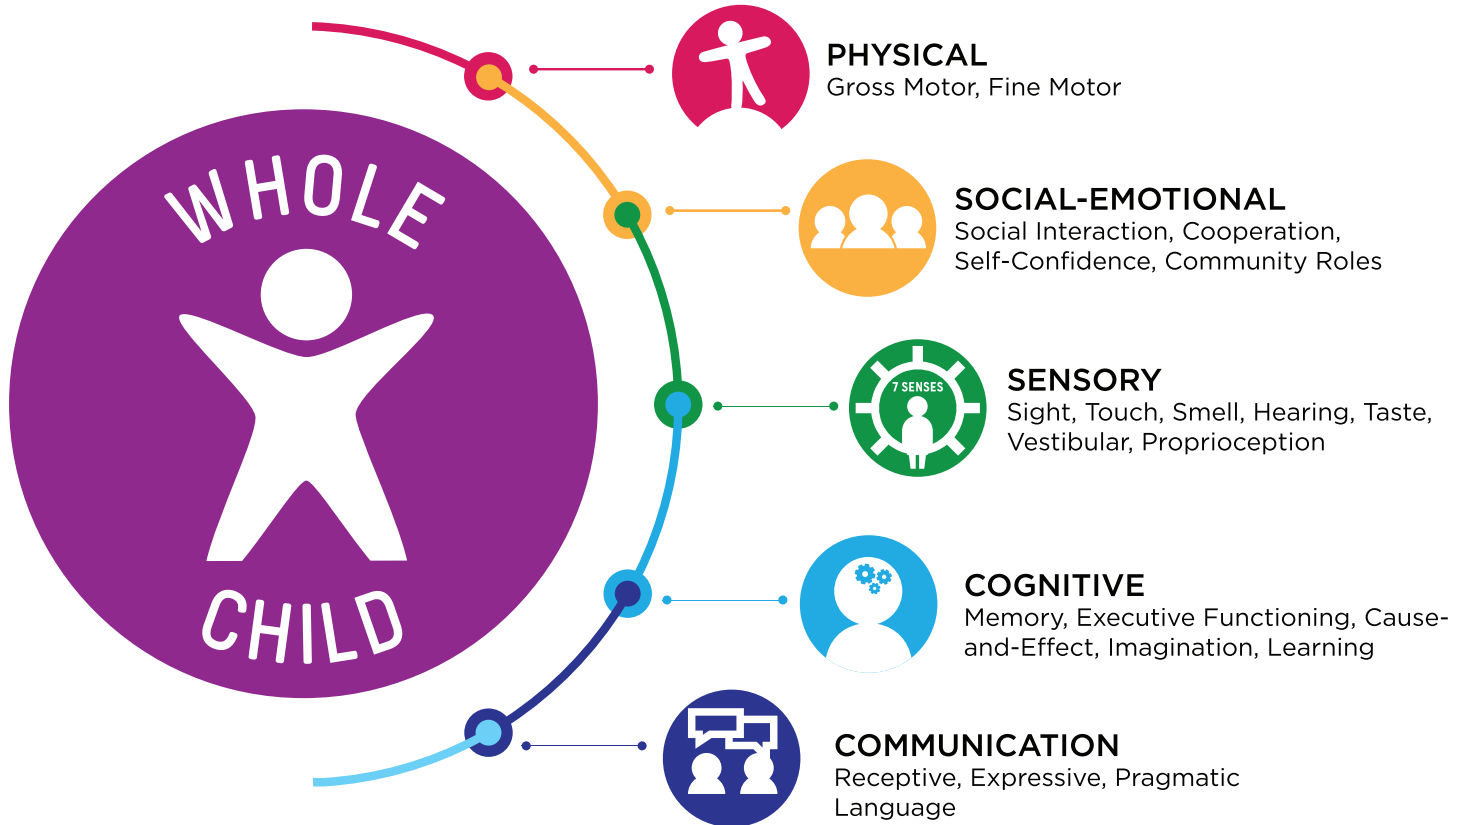 WHOLE
CHILD
PHYSICAL
Gross Motor, Fine Motor
SOCIAL-EMOTIONAL
Social Interaction, Cooperation,
Self-Confidence, Community Roles
7 SENSES
SENSORY
Sight, Touch, Smell, Hearing, Taste,
Vestibular, Proprioception
COGNITIVE
Memory, Executive Functioning, Cause-
and-Effect, Imagination, Learning
COMMUNICATION
Receptive, Expressive, Pragmatic
Language